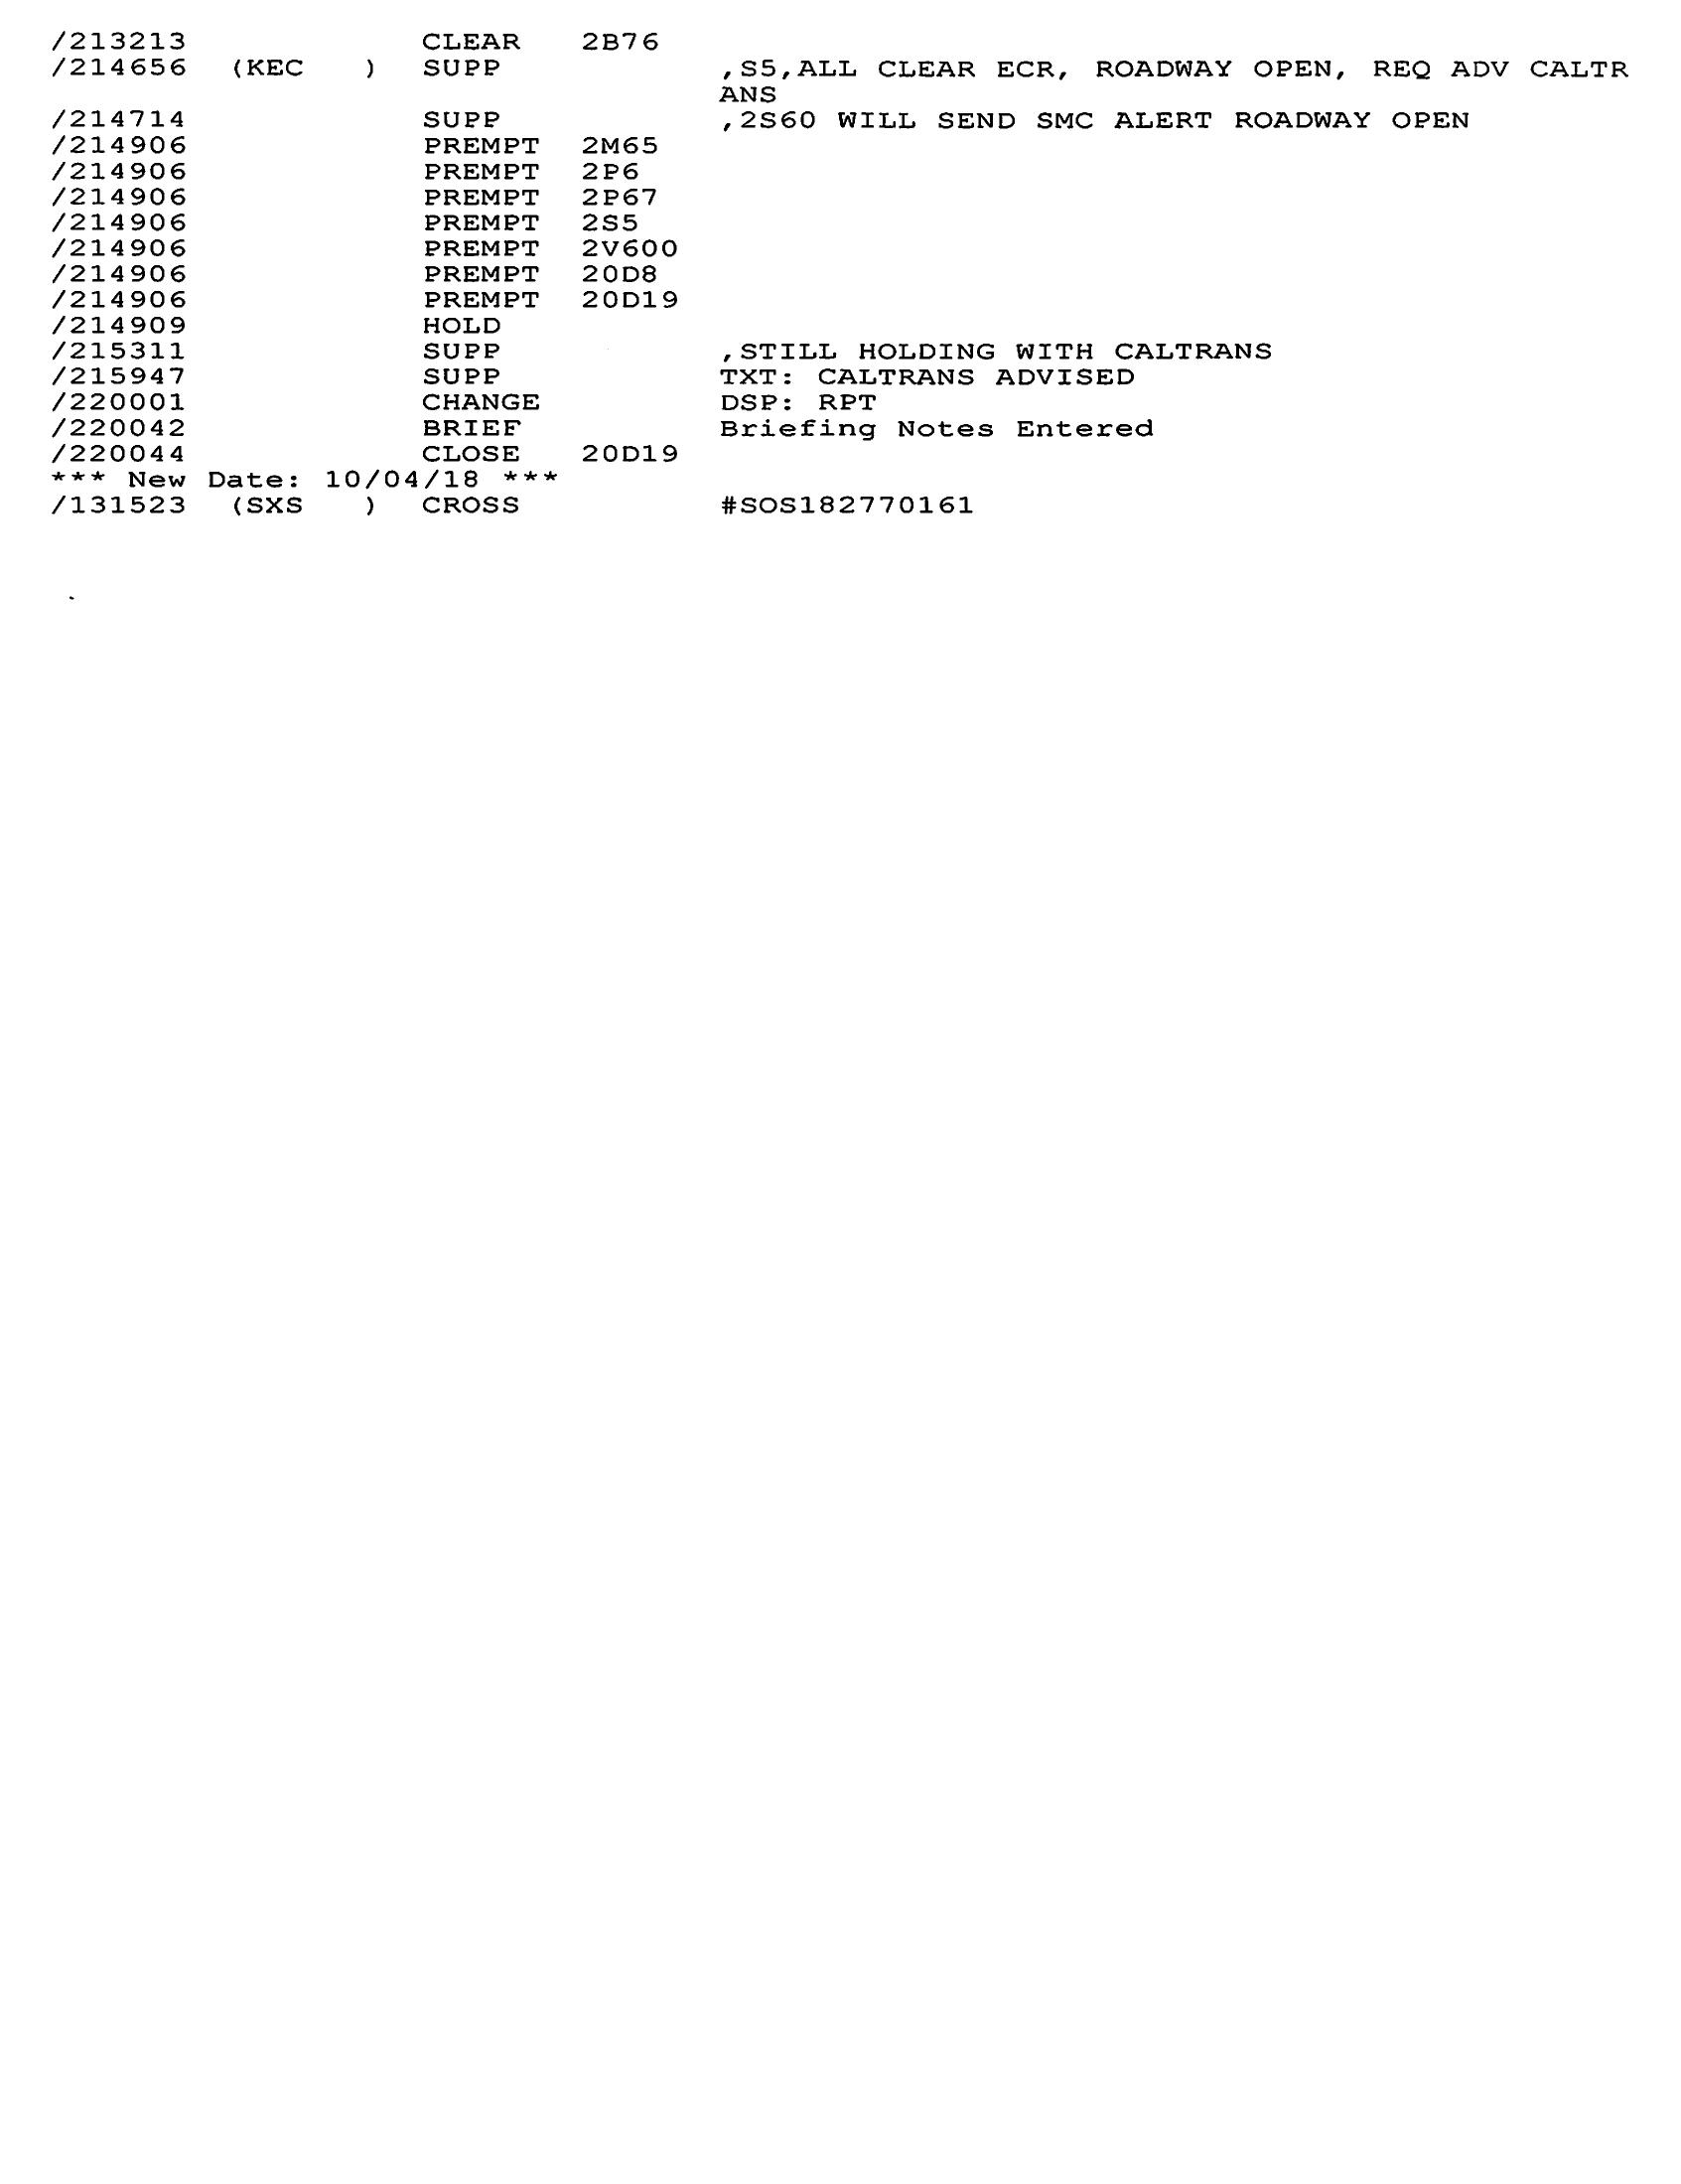 /213213 CLEAR 2B76
/214656 (KEC ) SUPP ,S5,ALL CLEAR ECR, ROADWAY OPEN, REQ ADV CALTR
ANS
/214714 SUPP ,2S60 WILL SEND SMC ALERT ROADWAY OPEN
/214906 PREMPT 2M65
/214906 PREMPT 2P6
/214906 PREMPT 2P67
/214906 PREMPT 2S5
/214906 PREMPT 2V600
/214906 PREMPT 20D8
/214906 PREMPT 20D19
/214909 HOLD
/215311 SUPP ,STILL HOLDING WITH CALTRANS
/215947 SUPP TXT: CALTRANS ADVISED
/220001 CHANGE DSP: RPT
/220042 BRIEF Briefing Notes Entered
/220044 CLOSE 20D19
*** New Date: 10/04/18 ***
/131523 (SXS ) CROSS #SOS182770161